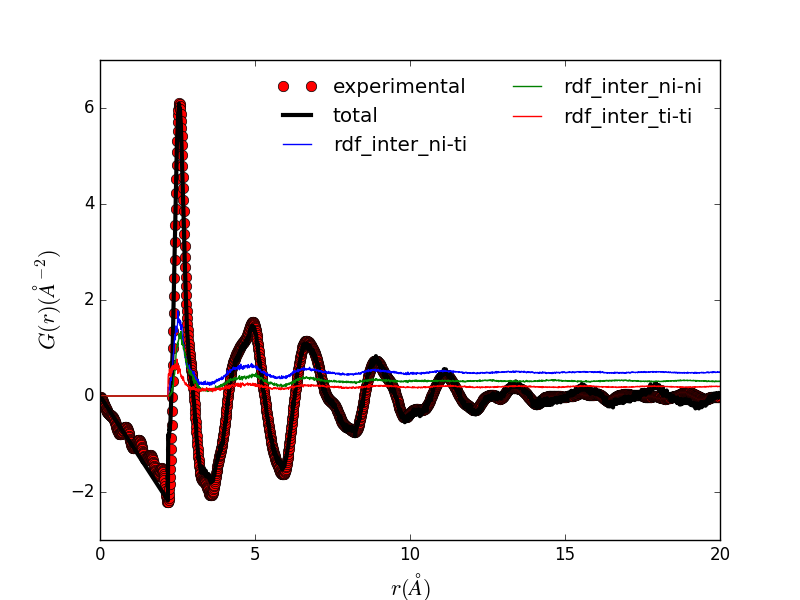 experimental
total
rdf_inter_ni-ti
rdf_inter_ni-ni
rdf_inter_ti-ti
G(r)(Å⁻²)
6
4
2
0
−2
0 5 10 15 20
r(Å)